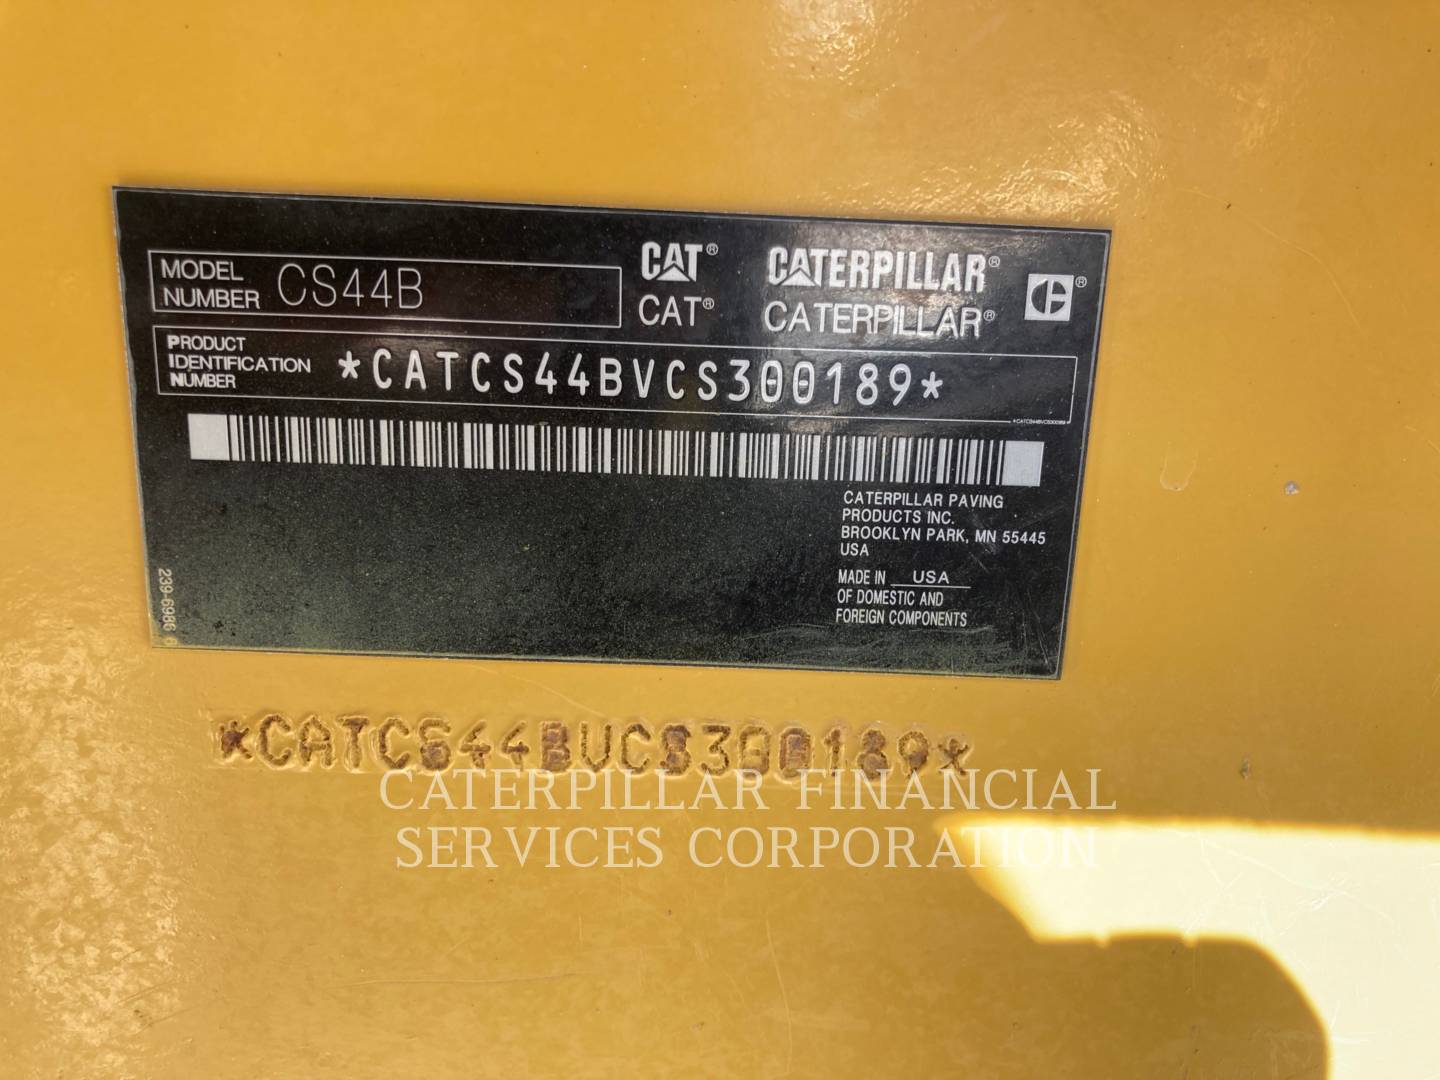 MODEL NUMBER CS44B
CAT® CATERPILLAR®
CAT® CATERPILLAR®
PRODUCT IDENTIFICATION NUMBER *CATCS44BVCS300189*
*CATCS44BVCS300189*
CATERPILLAR PAVING
PRODUCTS INC.
BROOKLYN PARK, MN 55445
USA
MADE IN USA
OF DOMESTIC AND
FOREIGN COMPONENTS
239-6986
*CATCS44BVCS300189*
CATERPILLAR FINANCIAL
SERVICES CORPORATION